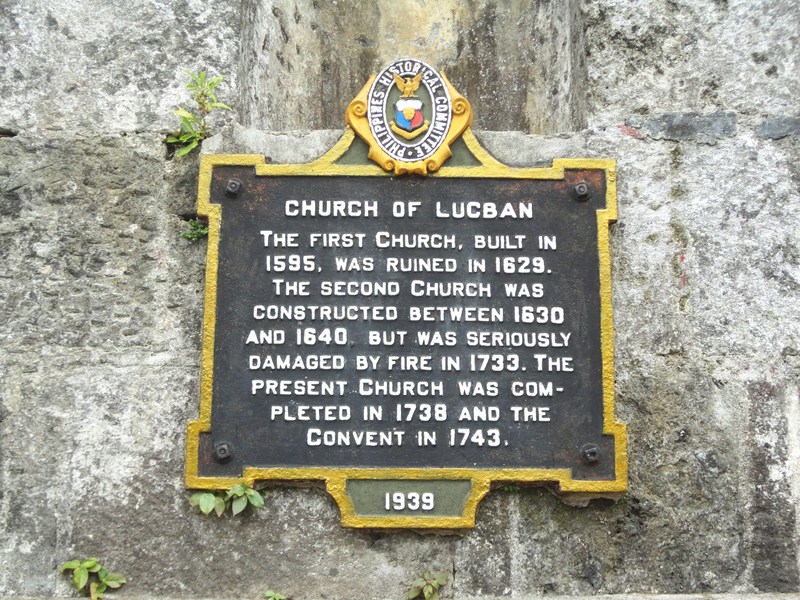 PHILIPPINES HISTORICAL COMMITTEE
CHURCH OF LUCBAN
THE FIRST CHURCH, BUILT IN
1595, WAS RUINED IN 1629.
THE SECOND CHURCH WAS
CONSTRUCTED BETWEEN 1630
AND 1640, BUT WAS SERIOUSLY
DAMAGED BY FIRE IN 1733. THE
PRESENT CHURCH WAS COM-
PLETED IN 1738 AND THE
CONVENT IN 1743.
1939